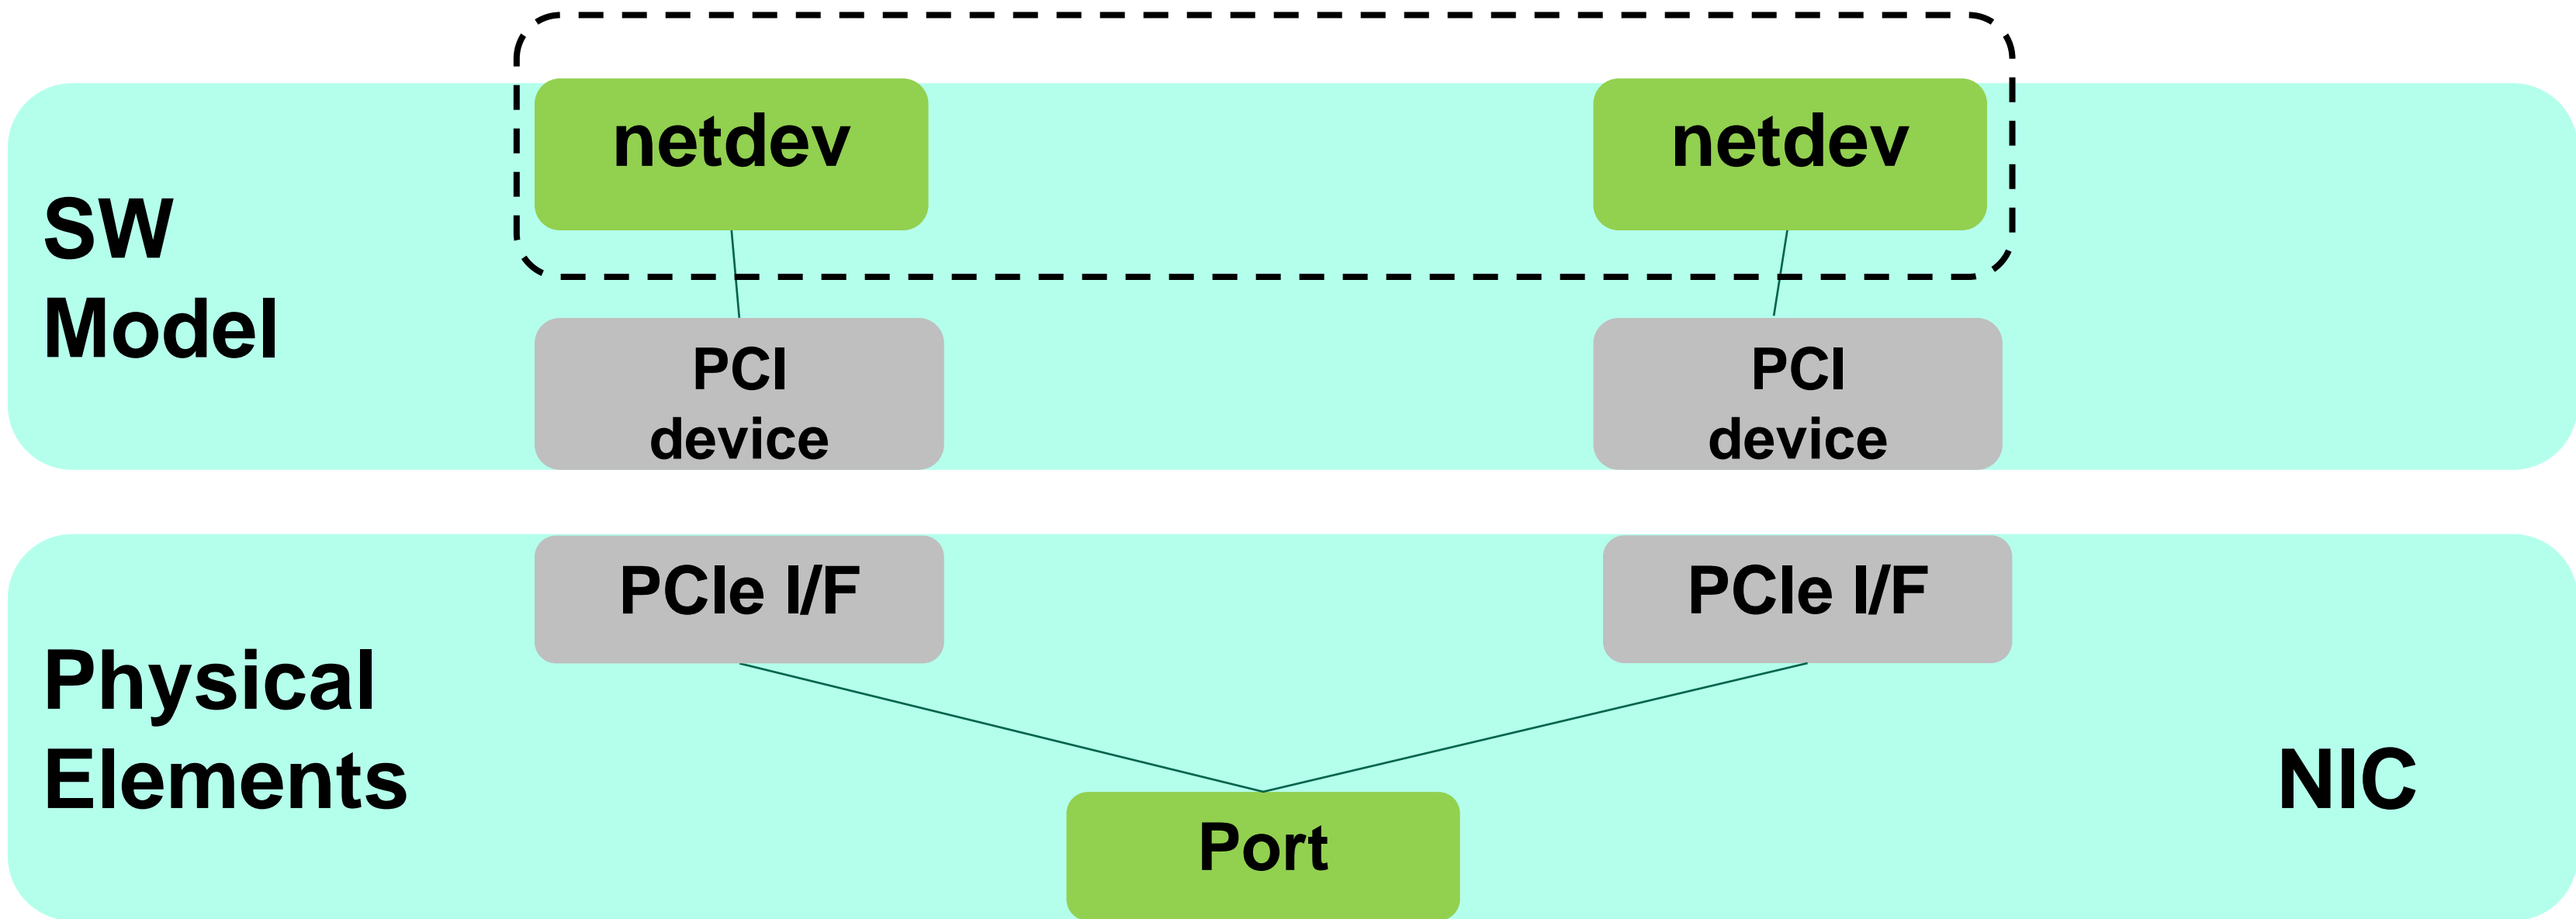 netdev
netdev
SW
Model
PCI
device
PCI
device
PCIe I/F
PCIe I/F
Physical
Elements
NIC
Port